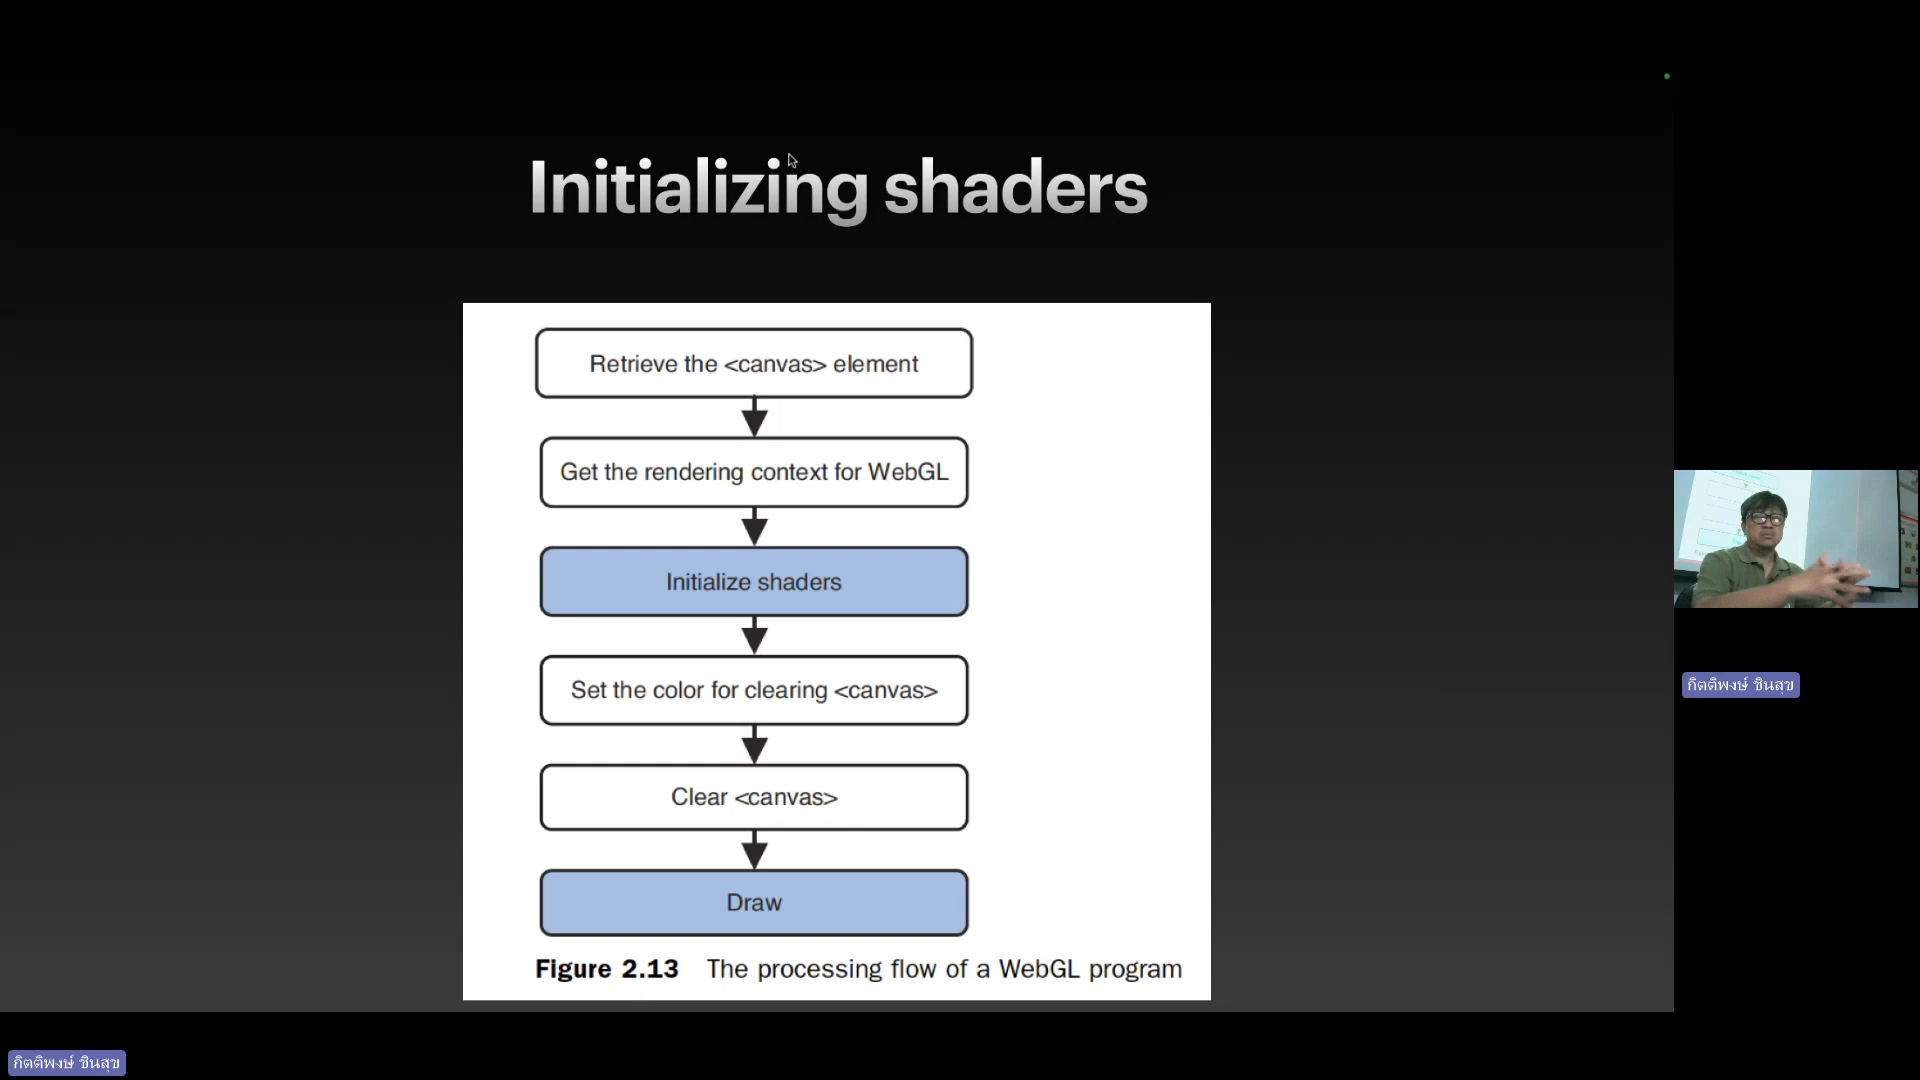 Initializing shaders
Retrieve the <canvas> element
Get the rendering context for WebGL
Initialize shaders
Set the color for clearing <canvas>
Clear <canvas>
Draw
Figure 2.13 The processing flow of a WebGL program
กิตติพงษ์ ชินสุข
กิตติพงษ์ ชินสุข